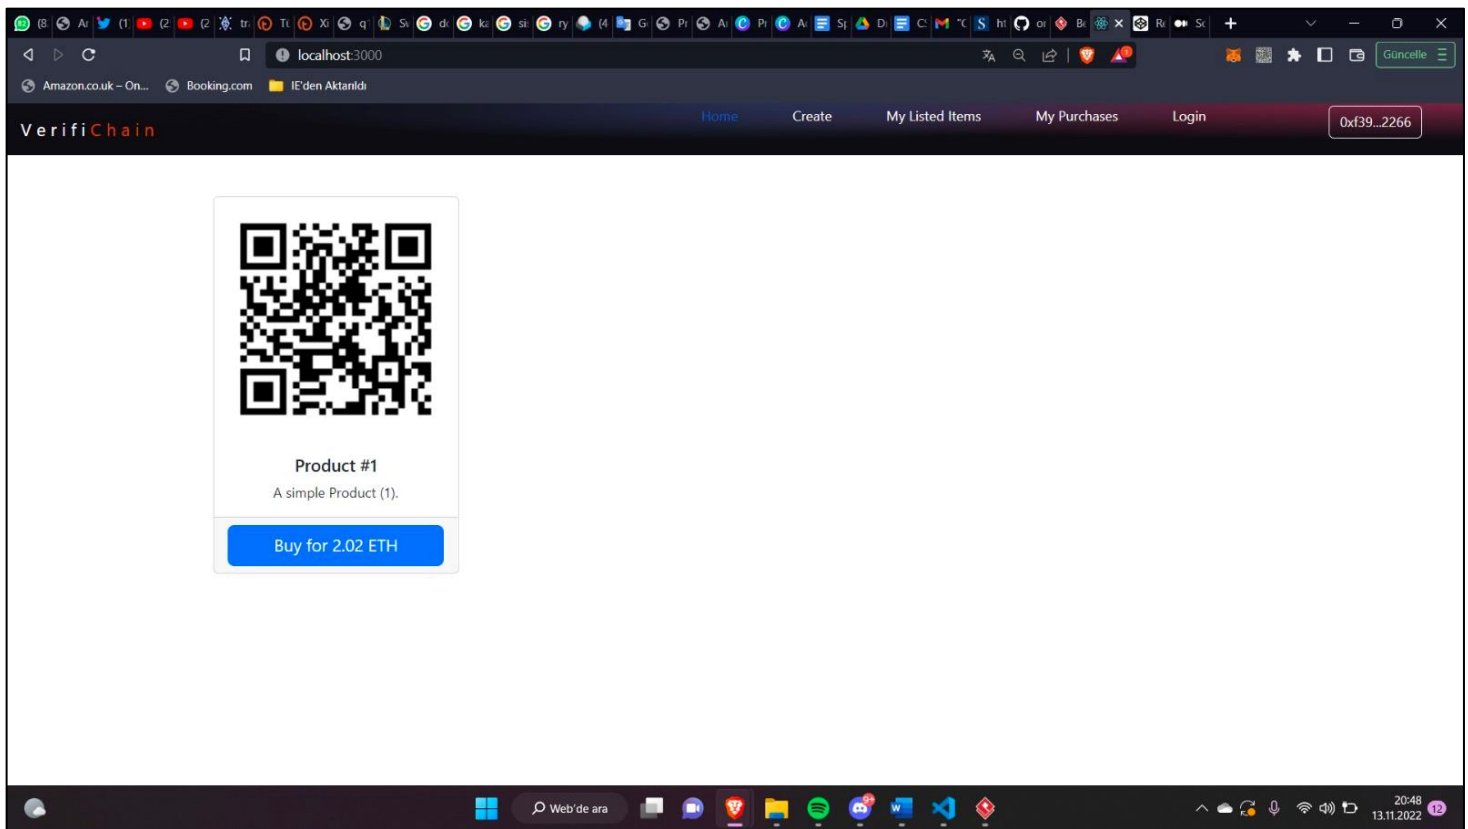 localhost:3000
Güncelle
Amazon.co.uk – On... Booking.com IE'den Aktarıldı
VerifiChain Home Create My Listed Items My Purchases Login 0xf39...2266
Product #1
A simple Product (1).
Buy for 2.02 ETH
Web'de ara
20:48
13.11.2022
12